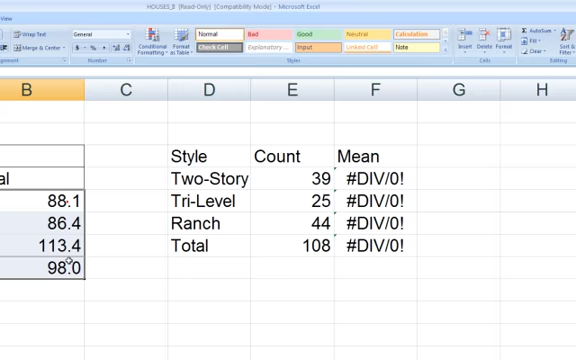 HOUSES_B [Read-Only] [Compatibility Mode] - Microsoft Excel
View
Wrap Text
General
Merge & Center
$ % ,
Conditional Formatting
Format as Table
Normal
Bad
Good
Neutral
Calculation
Check Cell
Explanatory ...
Input
Linked Cell
Note
Insert
Delete
Format
Σ AutoSum
Fill
Clear
Sort &
Styles
Cells
Editing
B C D E F G H
Style Count Mean
al Two-Story 39 #DIV/0!
88.1 Tri-Level 25 #DIV/0!
86.4 Ranch 44 #DIV/0!
113.4 Total 108 #DIV/0!
98.0